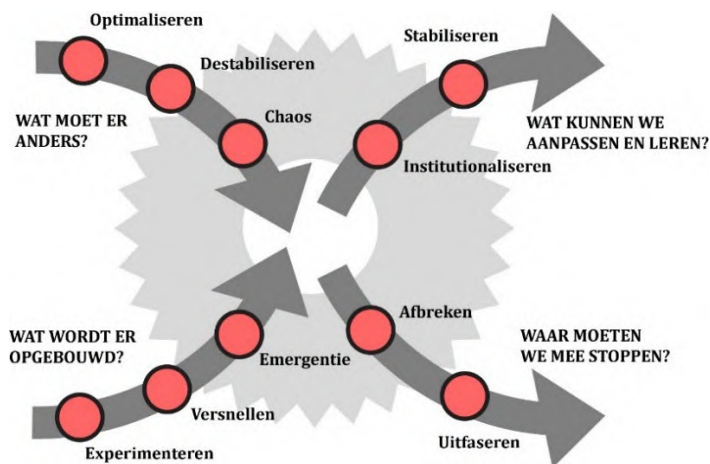 Optimaliseren
Destabiliseren
Chaos
WAT MOET ER
ANDERS?
Stabiliseren
Institutionaliseren
WAT KUNNEN WE
AANPASSEN EN LEREN?
WAT WORDT ER
OPGEBOUWD?
Emergentie
Versnellen
Experimenteren
Afbreken
Uitfaseren
WAAR MOETEN
WE MEE STOPPEN?